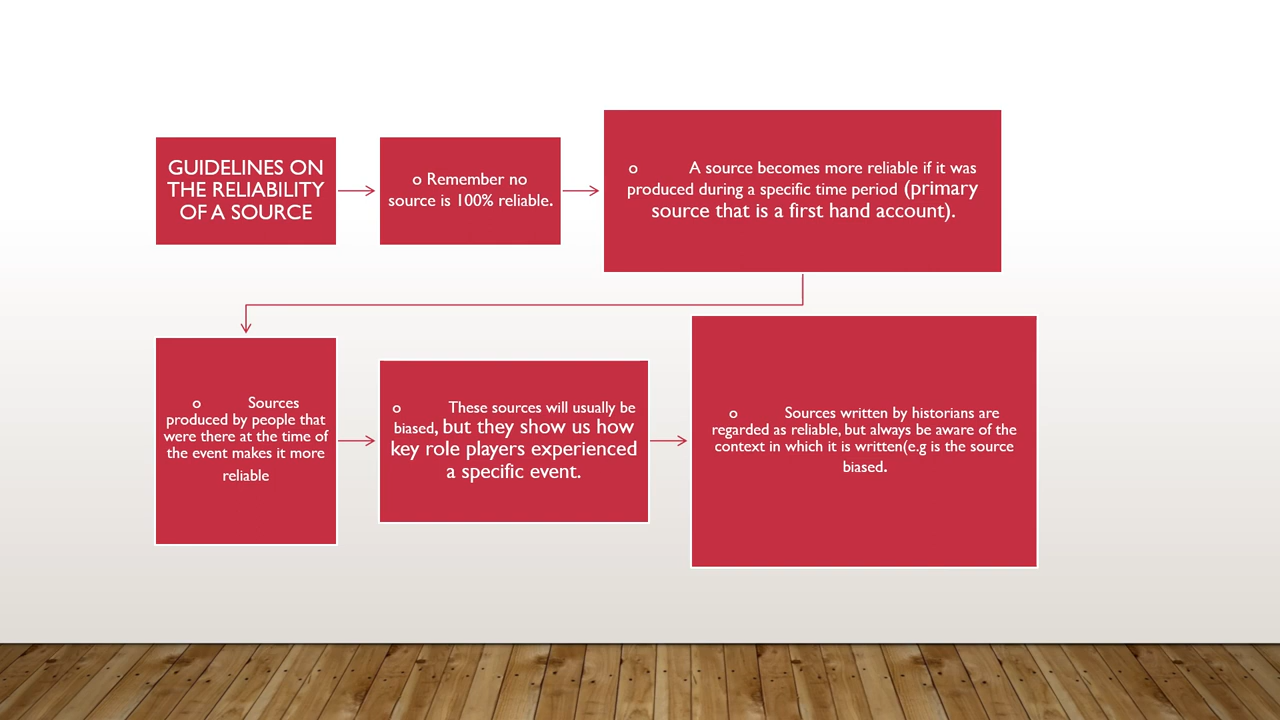 GUIDELINES ON
THE RELIABILITY
OF A SOURCE
o Remember no
source is 100% reliable.
o A source becomes more reliable if it was
produced during a specific time period (primary
source that is a first hand account).
o Sources
produced by people that
were there at the time of
the event makes it more
reliable
o These sources will usually be
biased, but they show us how
key role players experienced
a specific event.
o Sources written by historians are
regarded as reliable, but always be aware of the
context in which it is written(e.g is the source
biased.